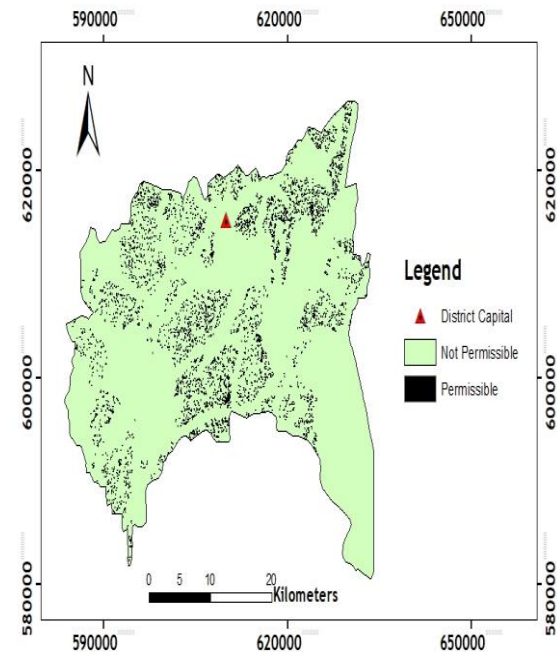 590000 620000 650000
N
620000 620000
Legend
District Capital
Not Permissible
Permissible
600000 600000
0 5 10 20
Kilometers
580000 580000
590000 620000 650000